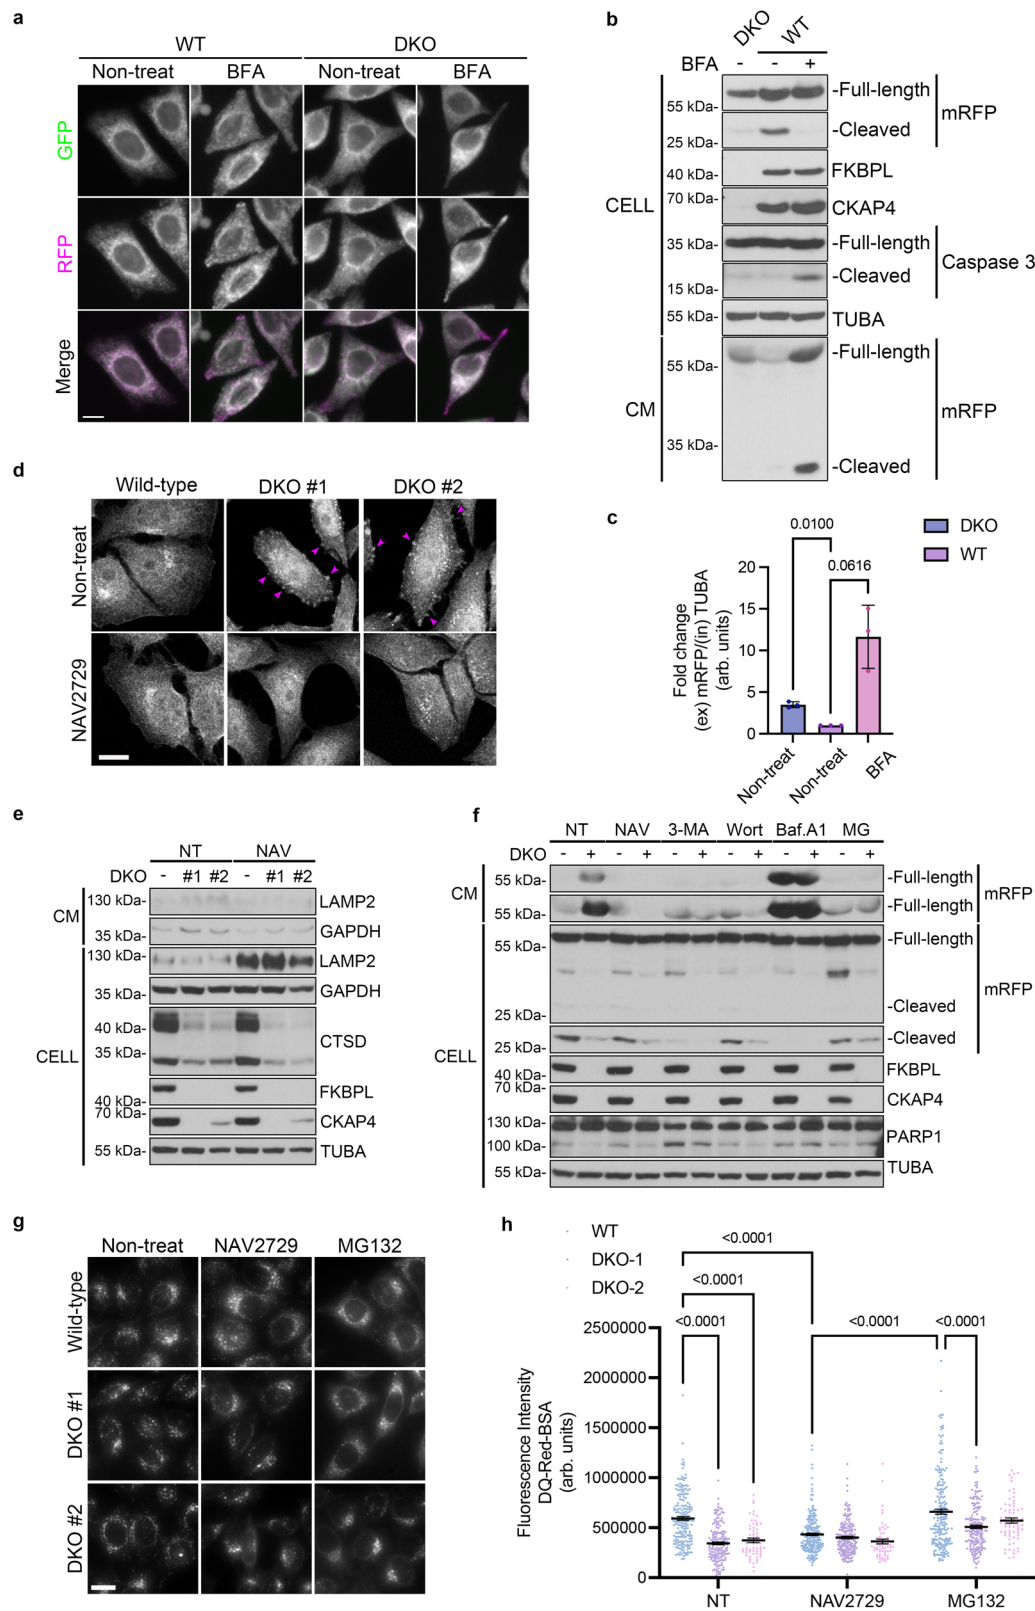 a
WT
DKO
Non-treat
BFA
Non-treat
BFA
GFP
RFP
Merge
b
DKO
WT
BFA
-
-
+
CELL
55 kDa-
-Full-length
25 kDa-
-Cleaved
mRFP
40 kDa-
FKBPL
70 kDa-
CKAP4
35 kDa-
-Full-length
15 kDa-
-Cleaved
Caspase 3
55 kDa-
TUBA
CM
55 kDa-
-Full-length
35 kDa-
-Cleaved
mRFP
c
DKO
WT
0.0100
0.0616
Fold change
(ex) mRFP/(in) TUBA
(arb. units)
20
15
10
5
0
Non-treat
Non-treat
BFA
d
Wild-type
DKO #1
DKO #2
Non-treat
NAV2729
e
NT
NAV
DKO
-
#1
#2
-
#1
#2
CM
130 kDa-
LAMP2
35 kDa-
GAPDH
CELL
130 kDa-
LAMP2
35 kDa-
GAPDH
40 kDa-
35 kDa-
CTSD
40 kDa-
FKBPL
70 kDa-
CKAP4
55 kDa-
TUBA
f
NT
NAV
3-MA
Wort
Baf.A1
MG
DKO
-
+
-
+
-
+
-
+
-
+
-
+
CM
55 kDa-
-Full-length
55 kDa-
-Full-length
mRFP
CELL
55 kDa-
-Full-length
25 kDa-
-Cleaved
25 kDa-
-Cleaved
mRFP
40 kDa-
FKBPL
70 kDa-
CKAP4
130 kDa-
100 kDa-
PARP1
55 kDa-
TUBA
g
Non-treat
NAV2729
MG132
Wild-type
DKO #1
DKO #2
h
WT
DKO-1
DKO-2
<0.0001
<0.0001
<0.0001
<0.0001
<0.0001
Fluorescence Intensity
DQ-Red-BSA
(arb. units)
2500000
2000000
1500000
1000000
500000
0
NT
NAV2729
MG132